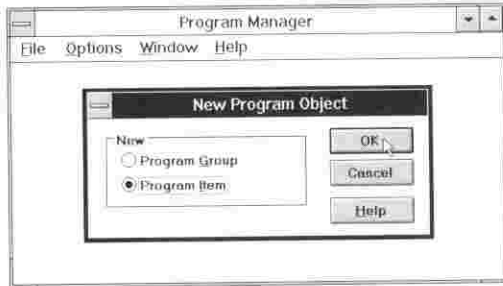 Program Manager
File Options Window Help
New Program Object
New
Program Group
Program Item
OK
Cancel
Help